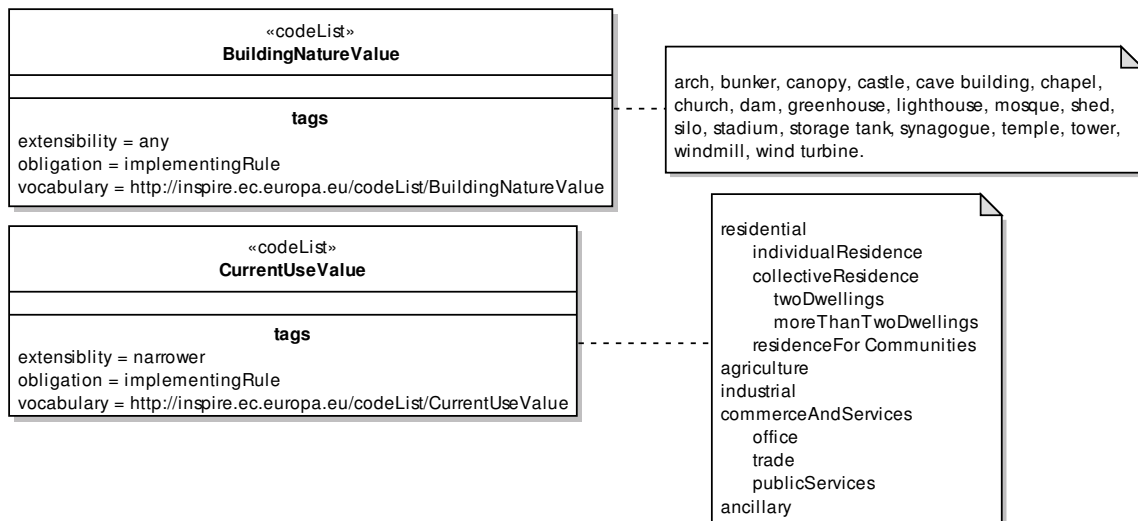 «codeList»
BuildingNatureValue
tags
extensibility = any
obligation = implementingRule
vocabulary = http://inspire.ec.europa.eu/codeList/BuildingNatureValue
arch, bunker, canopy, castle, cave building, chapel,
church, dam, greenhouse, lighthouse, mosque, shed,
silo, stadium, storage tank, synagogue, temple, tower,
windmill, wind turbine.
«codeList»
CurrentUseValue
tags
extensiblity = narrower
obligation = implementingRule
vocabulary = http://inspire.ec.europa.eu/codeList/CurrentUseValue
residential
individualResidence
collectiveResidence
twoDwellings
moreThanTwoDwellings
residenceFor Communities
agriculture
industrial
commerceAndServices
office
trade
publicServices
ancillary